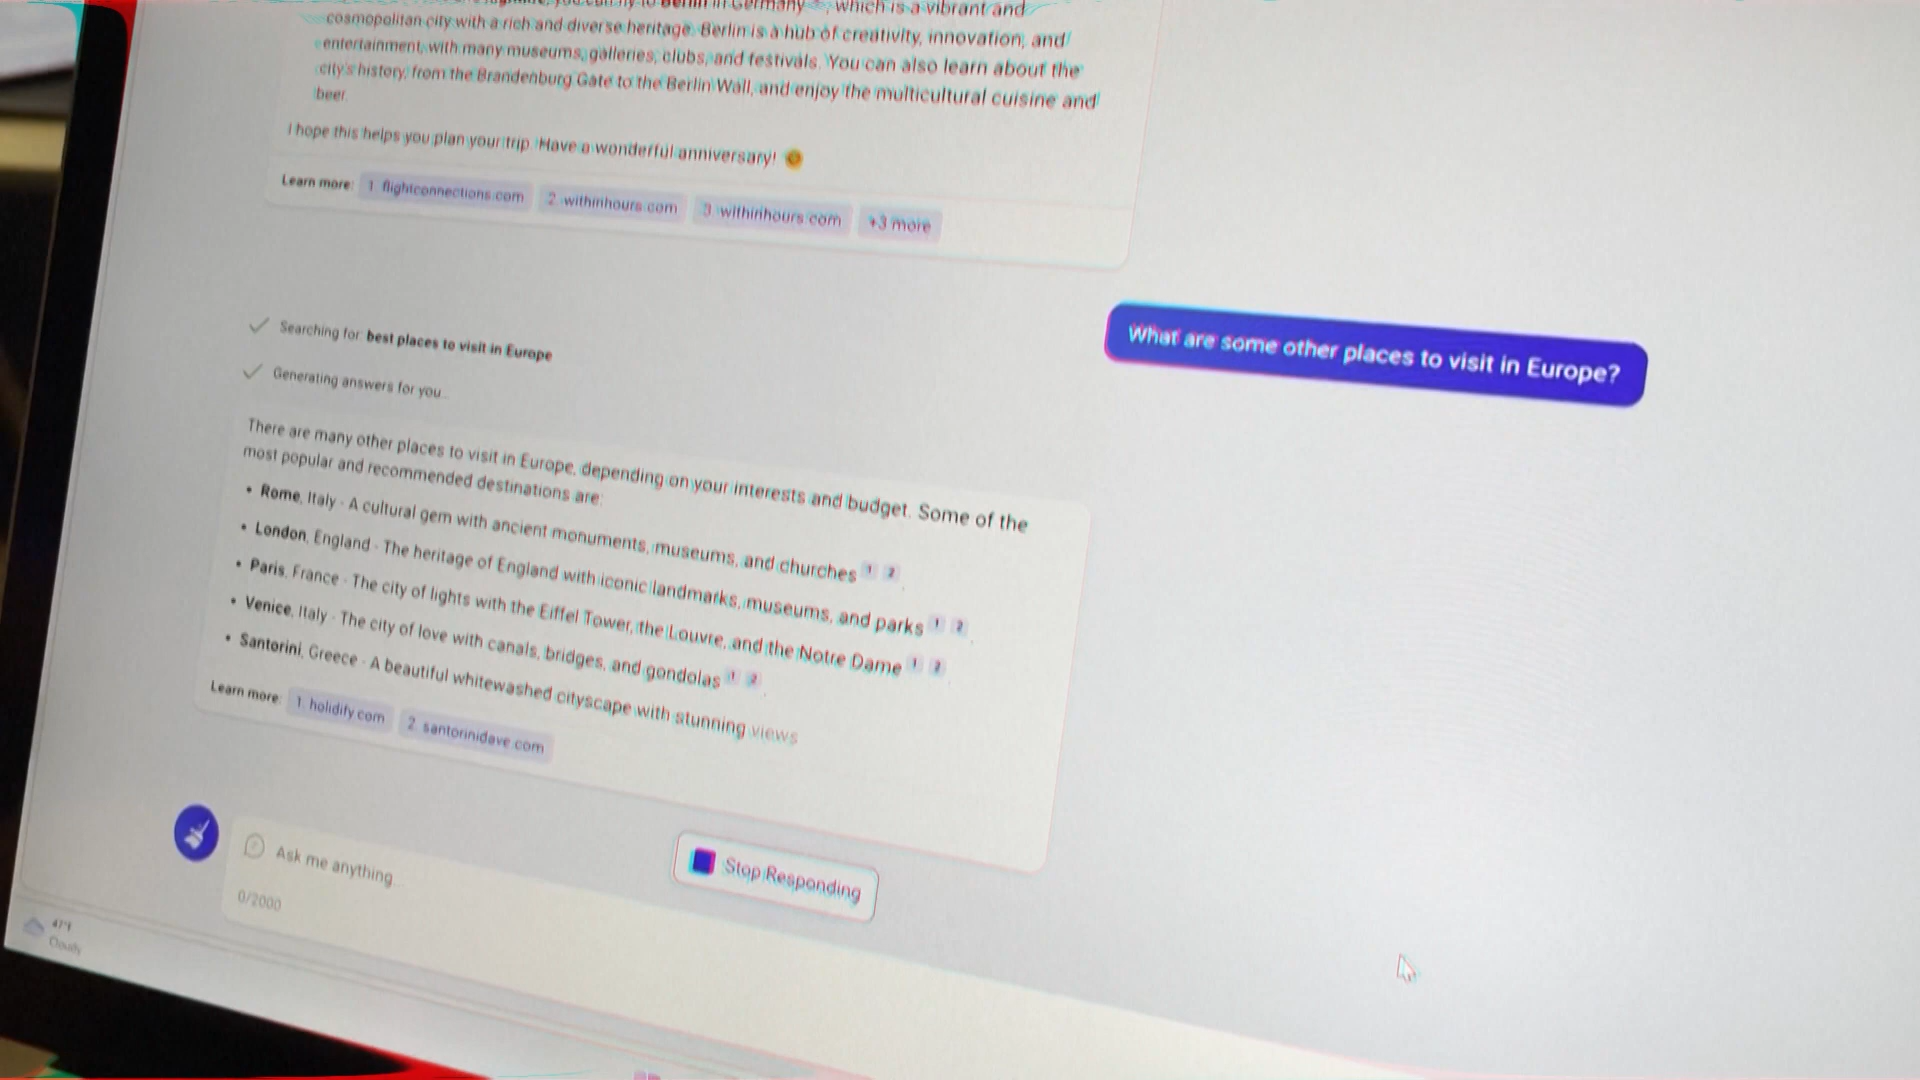 Berlin in Germany , which is a vibrant and
cosmopolitan city with a rich and diverse heritage. Berlin is a hub of creativity, innovation, and
entertainment, with many museums, galleries, clubs, and festivals. You can also learn about the
city's history, from the Brandenburg Gate to the Berlin Wall, and enjoy the multicultural cuisine and
beer.
I hope this helps you plan your trip. Have a wonderful anniversary! 😊
Learn more: 1. flightconnections.com 2. withinhours.com 3. withinhours.com +3 more
What are some other places to visit in Europe?
Searching for: best places to visit in Europe
Generating answers for you...
There are many other places to visit in Europe, depending on your interests and budget. Some of the
most popular and recommended destinations are:
• Rome, Italy - A cultural gem with ancient monuments, museums, and churches 1 2 .
• London, England - The heritage of England with iconic landmarks, museums, and parks 1 2 .
• Paris, France - The city of lights with the Eiffel Tower, the Louvre, and the Notre Dame 1 2 .
• Venice, Italy - The city of love with canals, bridges, and gondolas 1 2 .
• Santorini, Greece - A beautiful whitewashed cityscape with stunning views
Learn more: 1. holidify.com 2. santorinidave.com
Stop Responding
Ask me anything...
0/2000
47°F
Cloudy